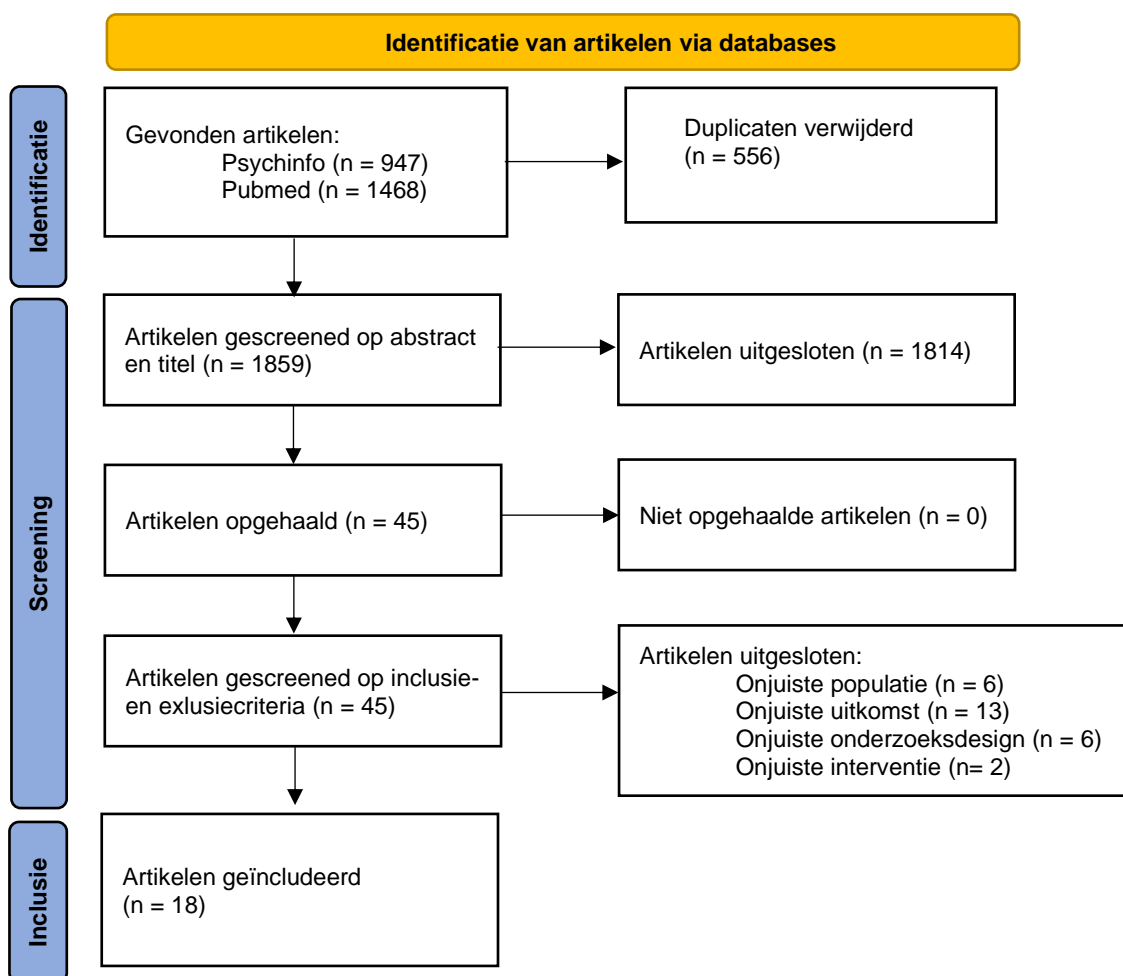 Identificatie van artikelen via databases
Identificatie
Gevonden artikelen:
Psychinfo (n = 947)
Pubmed (n = 1468)
Duplicaten verwijderd
(n = 556)
Screening
Artikelen gescreened op abstract
en titel (n = 1859)
Artikelen uitgesloten (n = 1814)
Artikelen opgehaald (n = 45)
Niet opgehaalde artikelen (n = 0)
Artikelen gescreened op inclusie-
en exlusiecriteria (n = 45)
Artikelen uitgesloten:
Onjuiste populatie (n = 6)
Onjuiste uitkomst (n = 13)
Onjuiste onderzoeksdesign (n = 6)
Onjuiste interventie (n= 2)
Inclusie
Artikelen geïncludeerd
(n = 18)